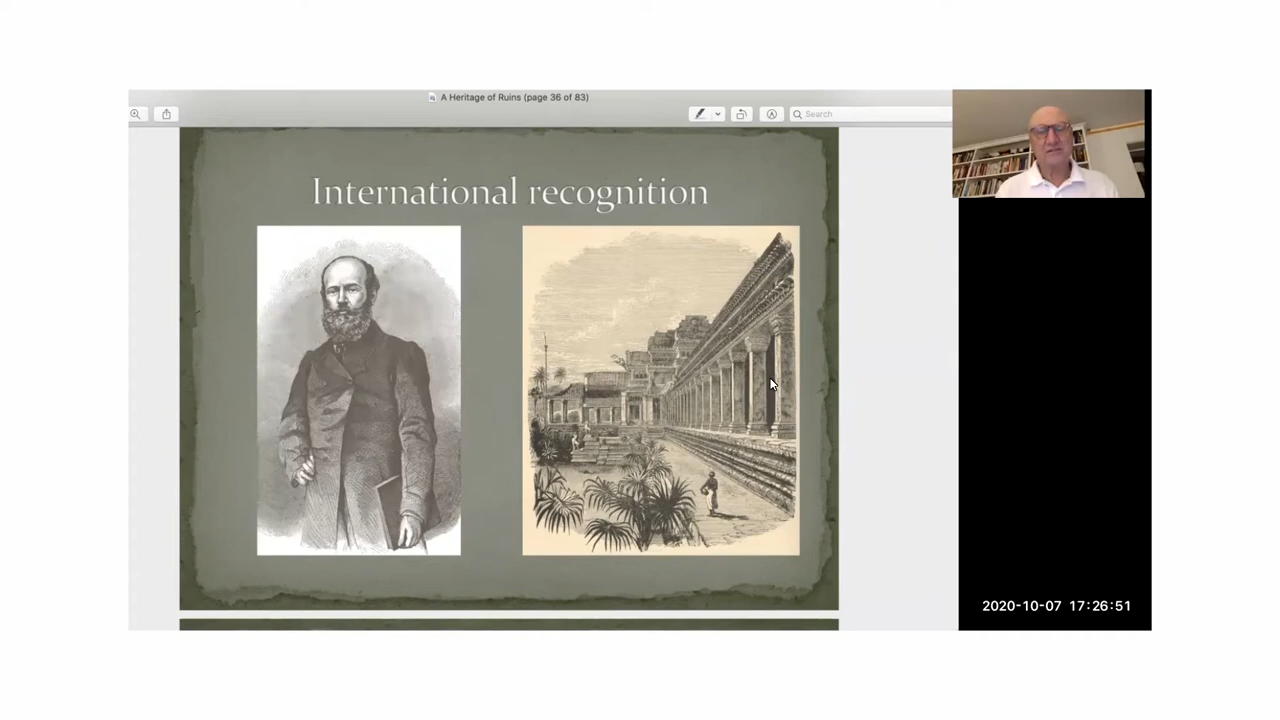 A Heritage of Ruins (page 36 of 83)
Search
International recognition
2020-10-07 17:26:51